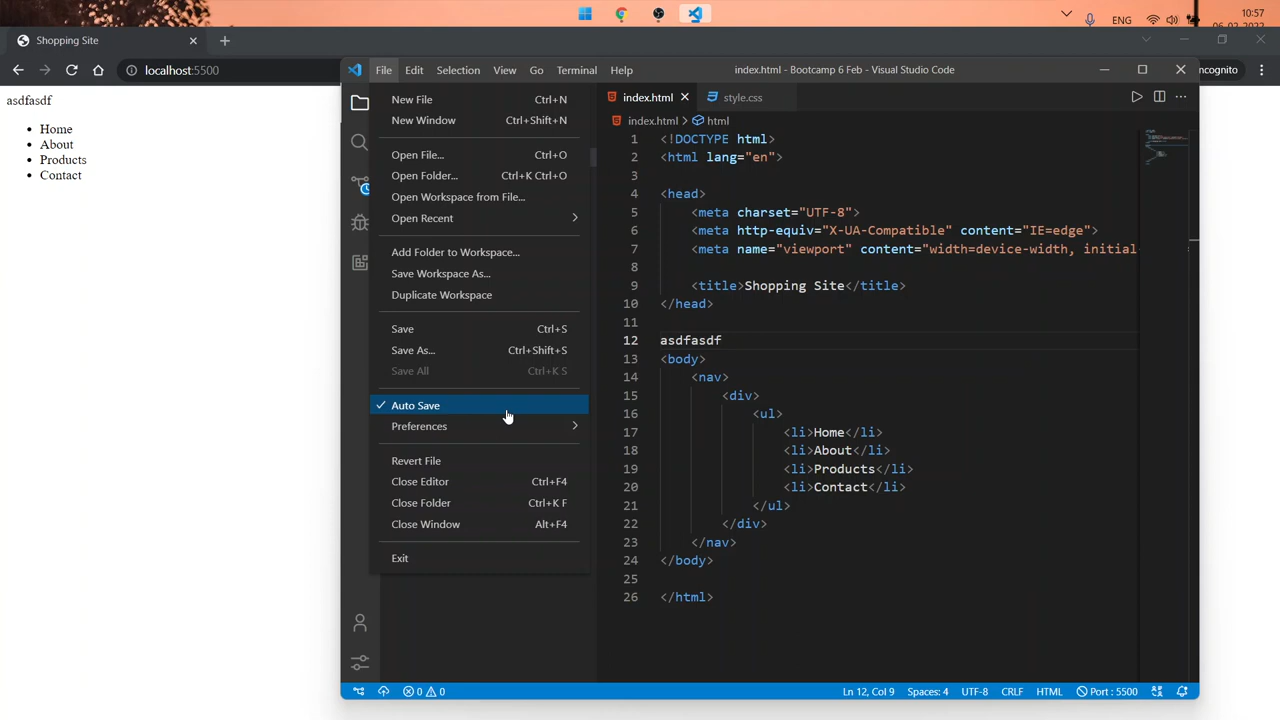 ENG
10:57
Shopping Site
File Edit Selection View Go Terminal Help
index.html - Bootcamp 6 Feb - Visual Studio Code
localhost:5500
asdfasdf
Home
About
Products
Contact
New File Ctrl+N
New Window Ctrl+Shift+N
Open File... Ctrl+O
Open Folder... Ctrl+K Ctrl+O
Open Workspace from File...
Open Recent
Add Folder to Workspace...
Save Workspace As...
Duplicate Workspace
Save Ctrl+S
Save As... Ctrl+Shift+S
Save All Ctrl+K S
Auto Save
Preferences
Revert File
Close Editor Ctrl+F4
Close Folder Ctrl+K F
Close Window Alt+F4
Exit
index.html
style.css
index.html > html
1 <!DOCTYPE html>
2 <html lang="en">
3
4 <head>
5 <meta charset="UTF-8">
6 <meta http-equiv="X-UA-Compatible" content="IE=edge">
7 <meta name="viewport" content="width=device-width, initial-
8
9 <title>Shopping Site</title>
10 </head>
11
12 asdfasdf
13 <body>
14 <nav>
15 <div>
16 <ul>
17 <li>Home</li>
18 <li>About</li>
19 <li>Products</li>
20 <li>Contact</li>
21 </ul>
22 </div>
23 </nav>
24 </body>
25
26 </html>
0 0
Ln 12, Col 9 Spaces: 4 UTF-8 CRLF HTML Port : 5500